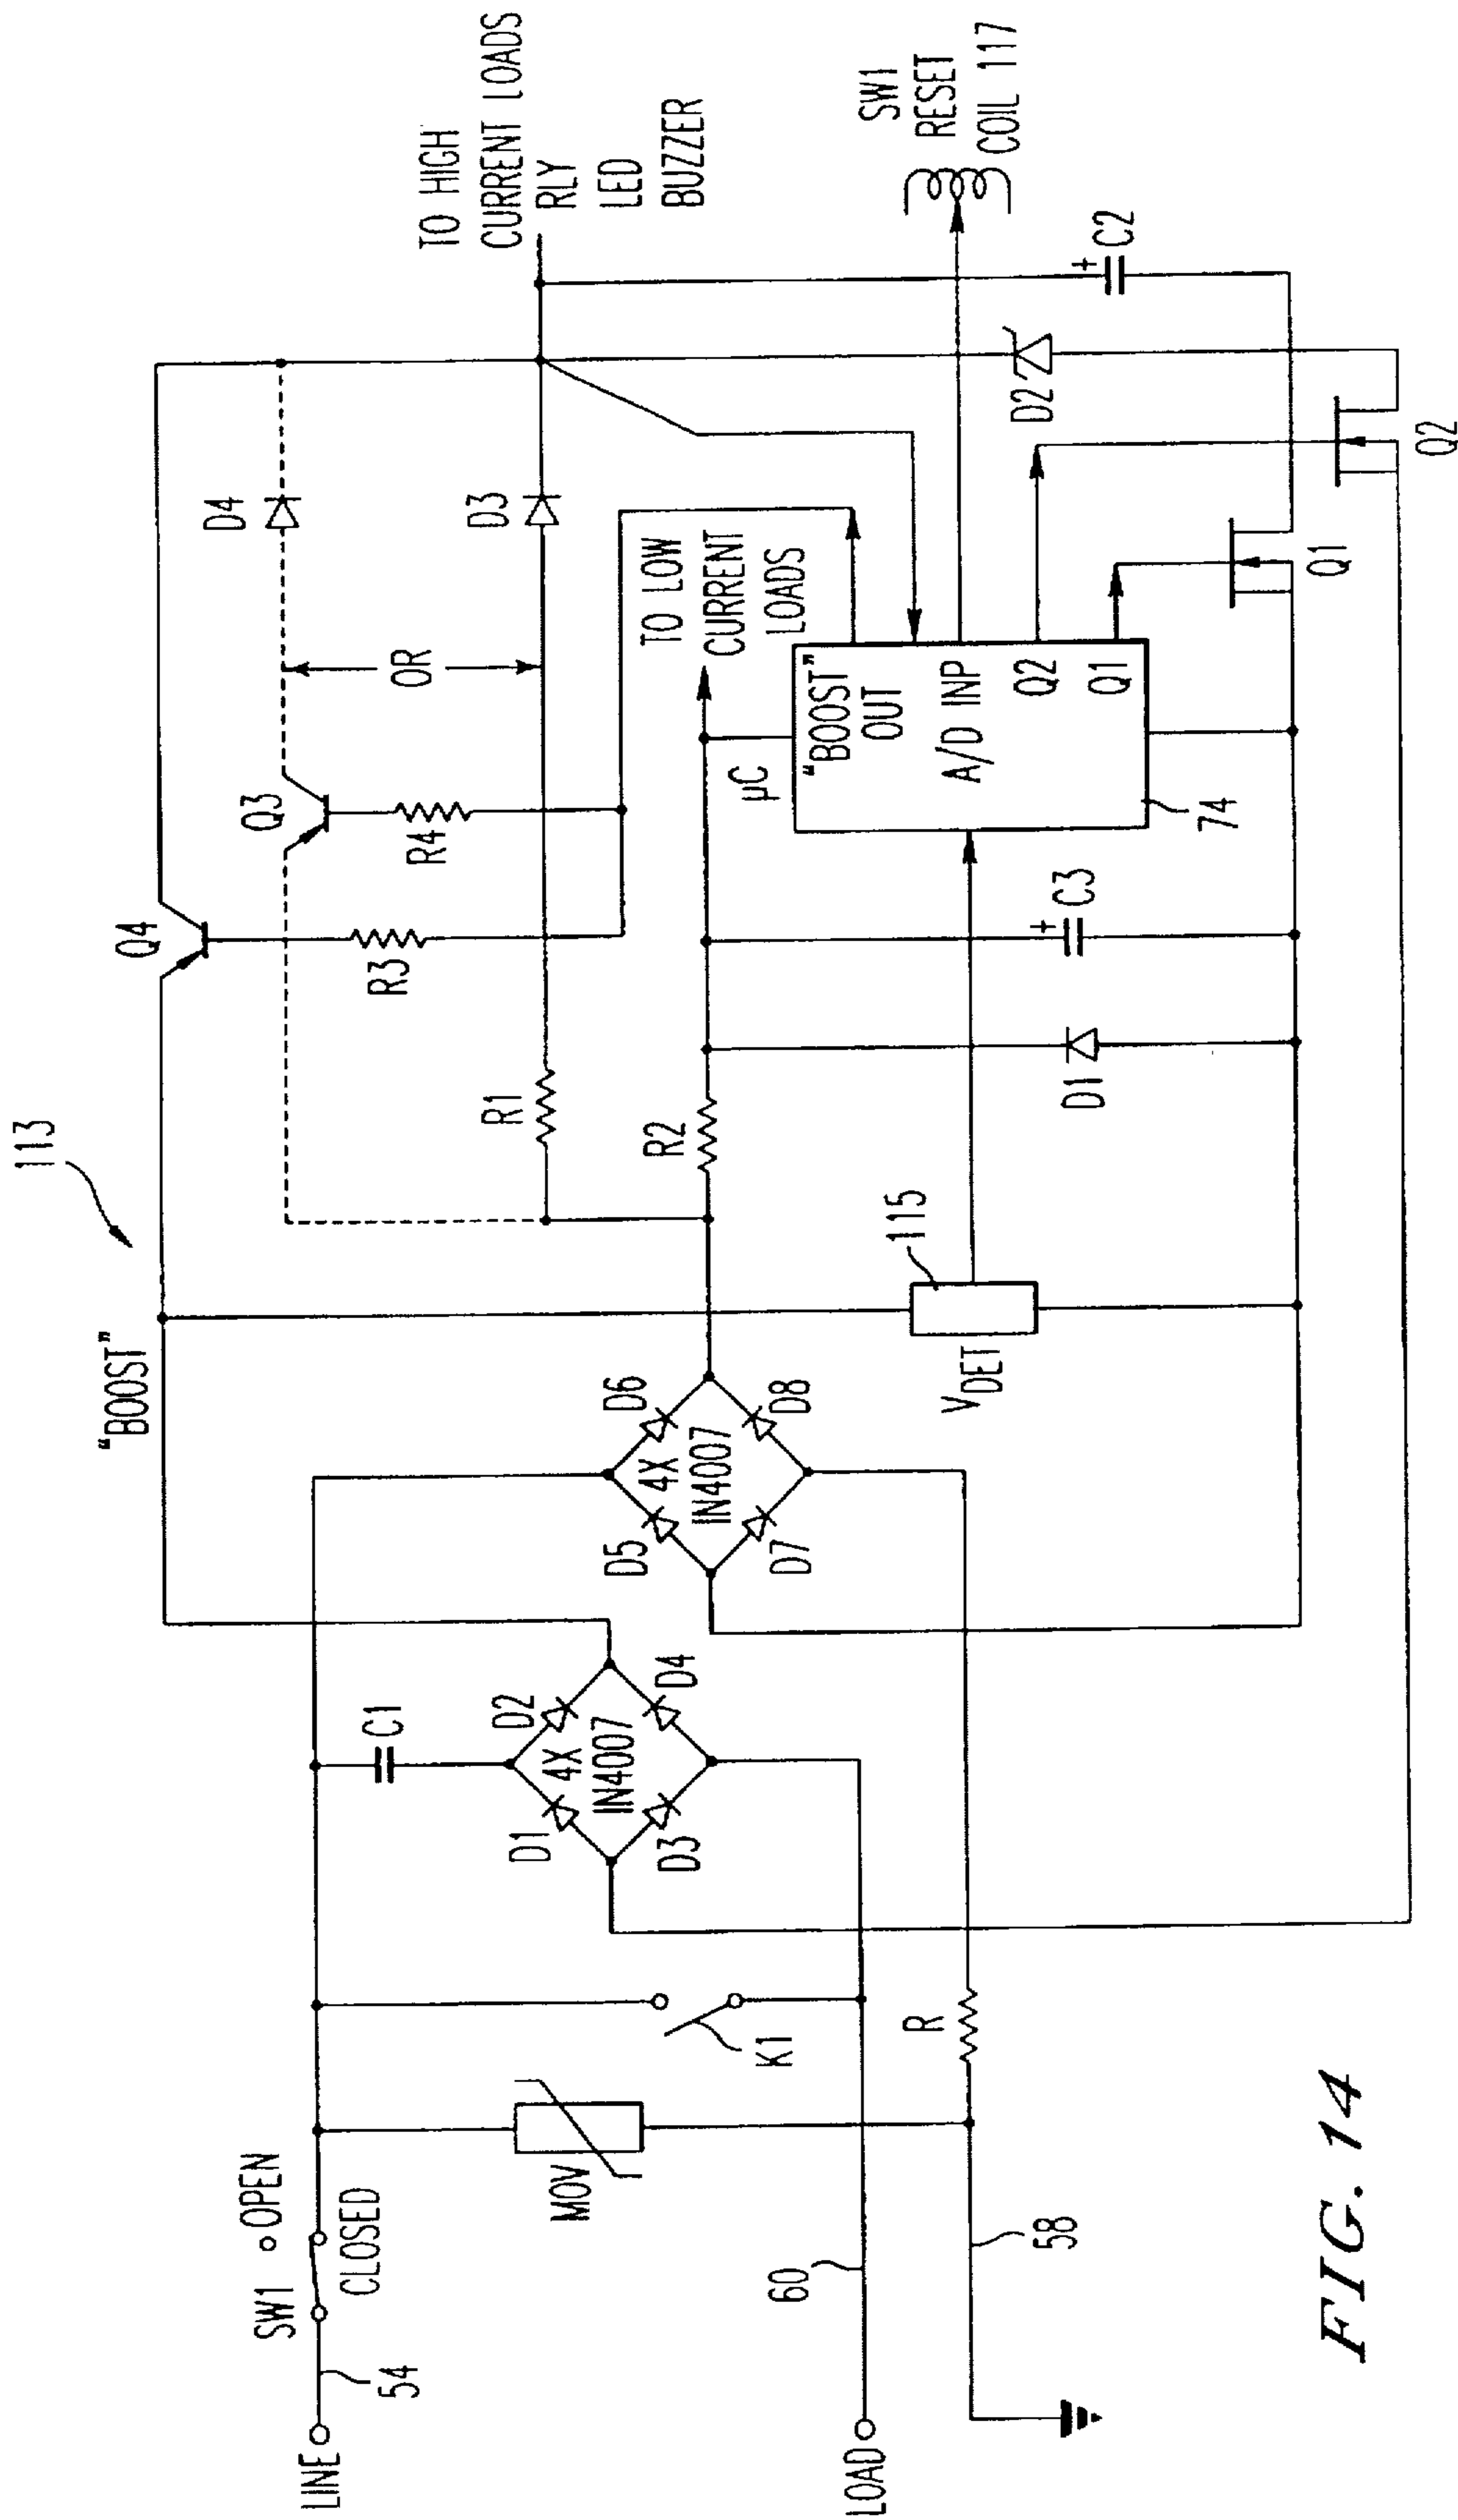 113
"BOOST"
Q4
Q3
D4
R3
R4
OR
R1
D3
TO HIGH
CURRENT LOADS
RLY
LED
BUZZER
SW1
OPEN
CLOSED
LINE
54
MOV
K1
C1
D1
D2
D3
D4
4X
IN4007
D5
D6
D7
D8
4X
IN4007
R2
TO LOW
CURRENT
LOADS
µC
"BOOST"
OUT
A/D INP
Q2
Q1
74
SW1
RESET
COIL 117
LOAD
60
58
R
115
VDET
D1
+
C3
D2
+
C2
Q1
Q2
FIG. 14